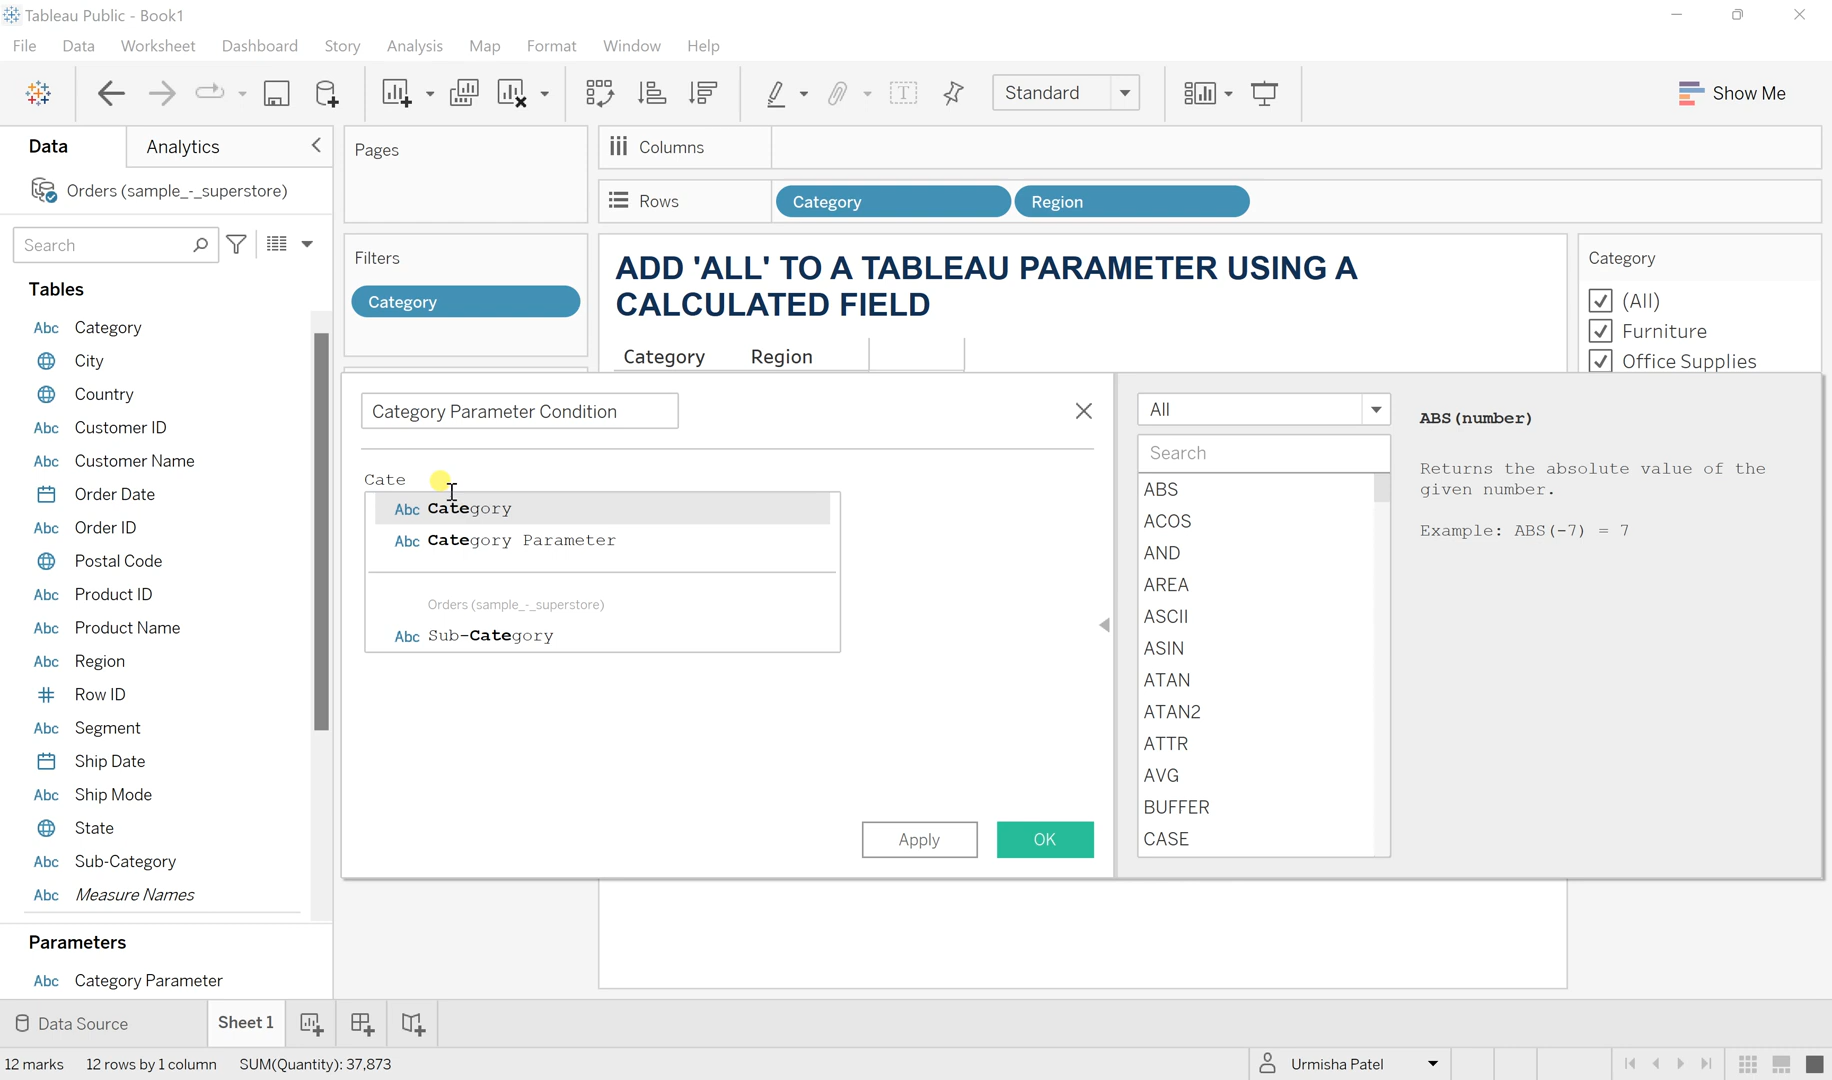 Tableau Public - Book1
File Data Worksheet Dashboard Story Analysis Map Format Window Help
Standard
Show Me
Data
Analytics
Orders (sample_-_superstore)
Search
Tables
Abc Category
City
Country
Abc Customer ID
Abc Customer Name
Order Date
Abc Order ID
Postal Code
Abc Product ID
Abc Product Name
Abc Region
Row ID
Abc Segment
Ship Date
Abc Ship Mode
State
Abc Sub-Category
Abc Measure Names
Parameters
Abc Category Parameter
Pages
Filters
Category
Columns
Rows
Category
Region
ADD 'ALL' TO A TABLEAU PARAMETER USING A
CALCULATED FIELD
Category Region
Category
(All)
Furniture
Office Supplies
Category Parameter Condition
Cate
Abc Category
Abc Category Parameter
Orders (sample_-_superstore)
Abc Sub-Category
Apply
OK
All
Search
ABS
ACOS
AND
AREA
ASCII
ASIN
ATAN
ATAN2
ATTR
AVG
BUFFER
CASE
ABS(number)
Returns the absolute value of the
given number.
Example: ABS(-7) = 7
Data Source
Sheet 1
12 marks 12 rows by 1 column SUM(Quantity): 37,873
Urmisha Patel